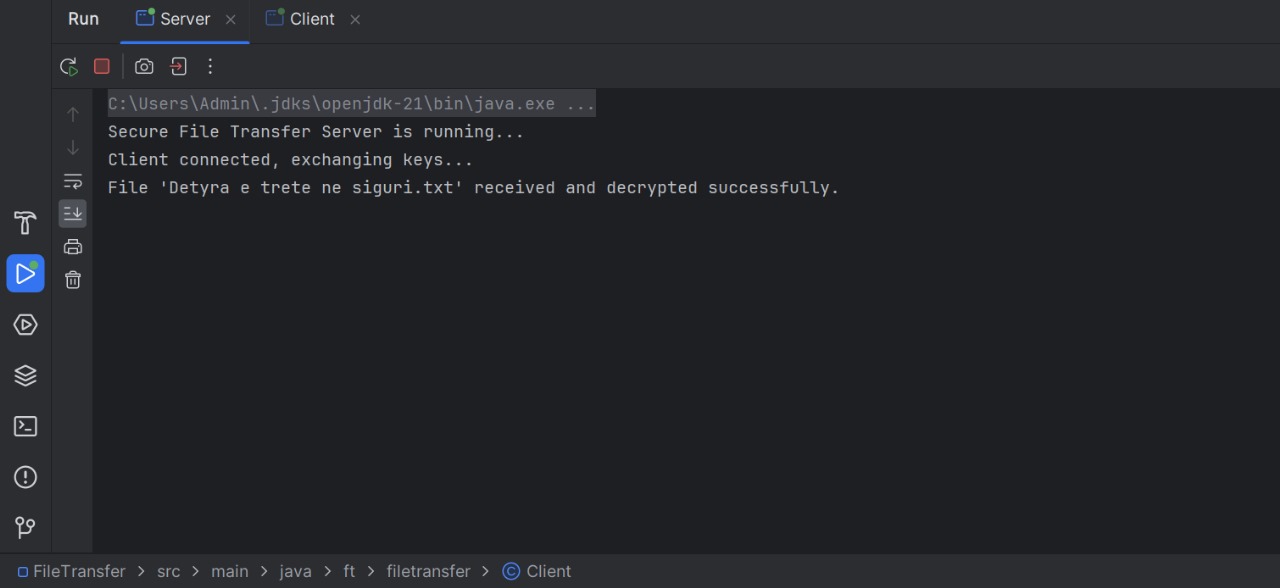 Run Server Client
C:\Users\Admin\.jdks\openjdk-21\bin\java.exe ...
Secure File Transfer Server is running...
Client connected, exchanging keys...
File 'Detyra e trete ne siguri.txt' received and decrypted successfully.
FileTransfer > src > main > java > ft > filetransfer > Client